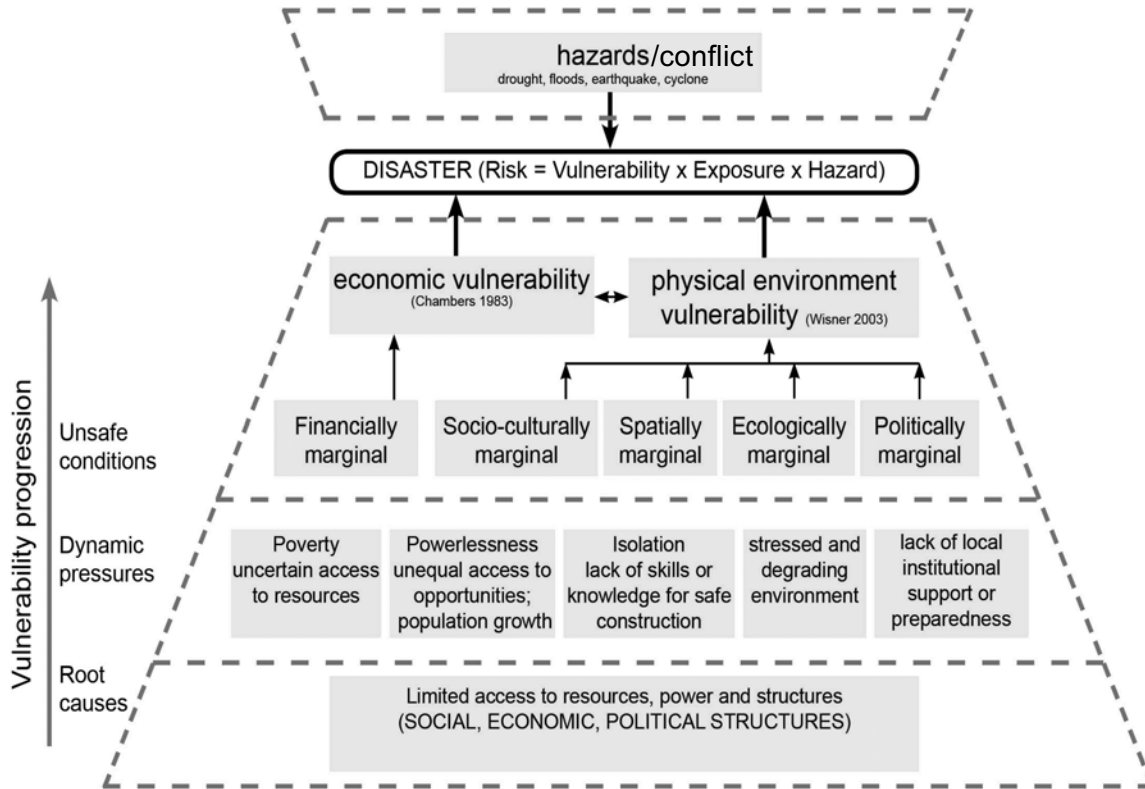 hazards/conflict
drought, floods, earthquake, cyclone
DISASTER (Risk = Vulnerability x Exposure x Hazard)
economic vulnerability
(Chambers 1983)
physical environment
vulnerability (Wisner 2003)
Vulnerability progression
Unsafe
conditions
Financially
marginal
Socio-culturally
marginal
Spatially
marginal
Ecologically
marginal
Politically
marginal
Dynamic
pressures
Poverty
uncertain access
to resources
Powerlessness
unequal access to
opportunities;
population growth
Isolation
lack of skills or
knowledge for safe
construction
stressed and
degrading
environment
lack of local
institutional
support or
preparedness
Root
causes
Limited access to resources, power and structures
(SOCIAL, ECONOMIC, POLITICAL STRUCTURES)